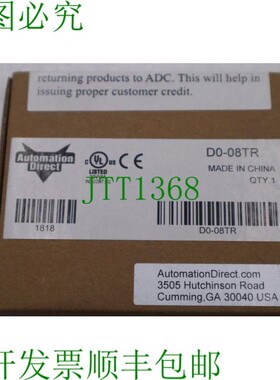 图必究
returning products to ADC. This will help in
issuing proper customer credit.
Automation
Direct
UL
LISTED
CE
D0-08TR
MADE IN CHINA
QTY 1
JTT1368
1818
D0-08TR
AutomationDirect.com
3505 Hutchinson Road
Cumming,GA 30040 USA
开发票顺丰包邮